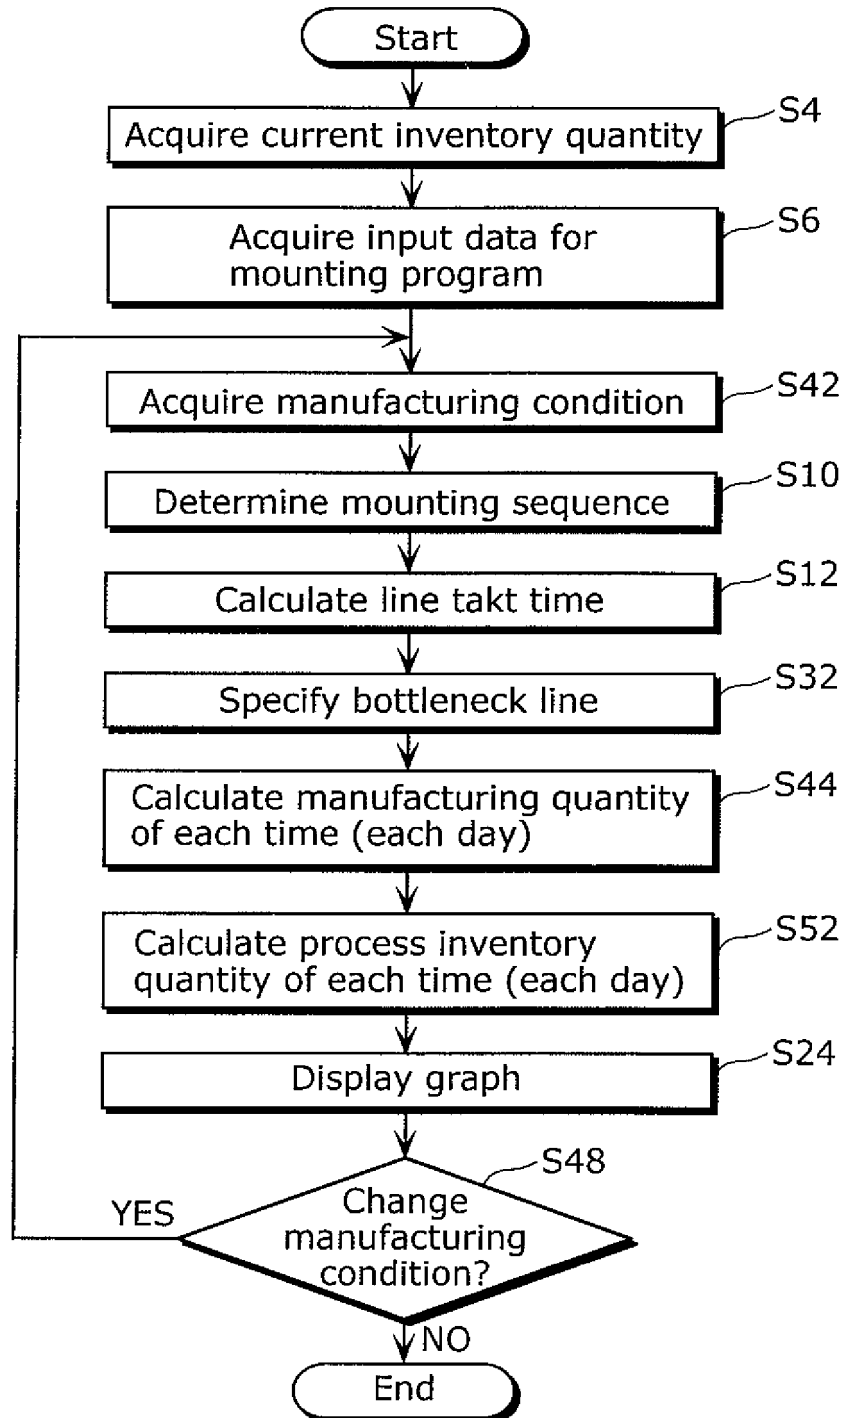 Start
Acquire current inventory quantity
S4
Acquire input data for
mounting program
S6
Acquire manufacturing condition
S42
Determine mounting sequence
S10
Calculate line takt time
S12
Specify bottleneck line
S32
Calculate manufacturing quantity
of each time (each day)
S44
Calculate process inventory
quantity of each time (each day)
S52
Display graph
S24
Change
manufacturing
condition?
S48
YES
NO
End